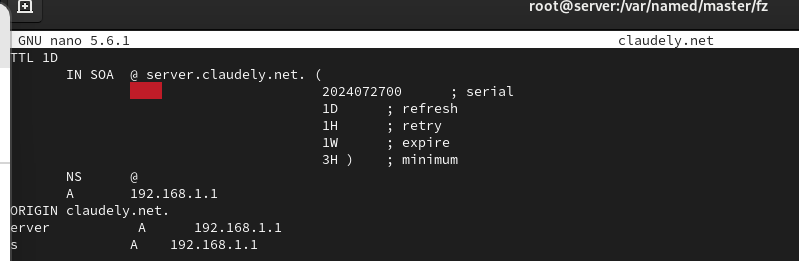 root@server:/var/named/master/fz
GNU nano 5.6.1 claudely.net
TTL 1D
IN SOA @ server.claudely.net. (
2024072700 ; serial
1D ; refresh
1H ; retry
1W ; expire
3H ) ; minimum
NS @
A 192.168.1.1
ORIGIN claudely.net.
erver A 192.168.1.1
s A 192.168.1.1